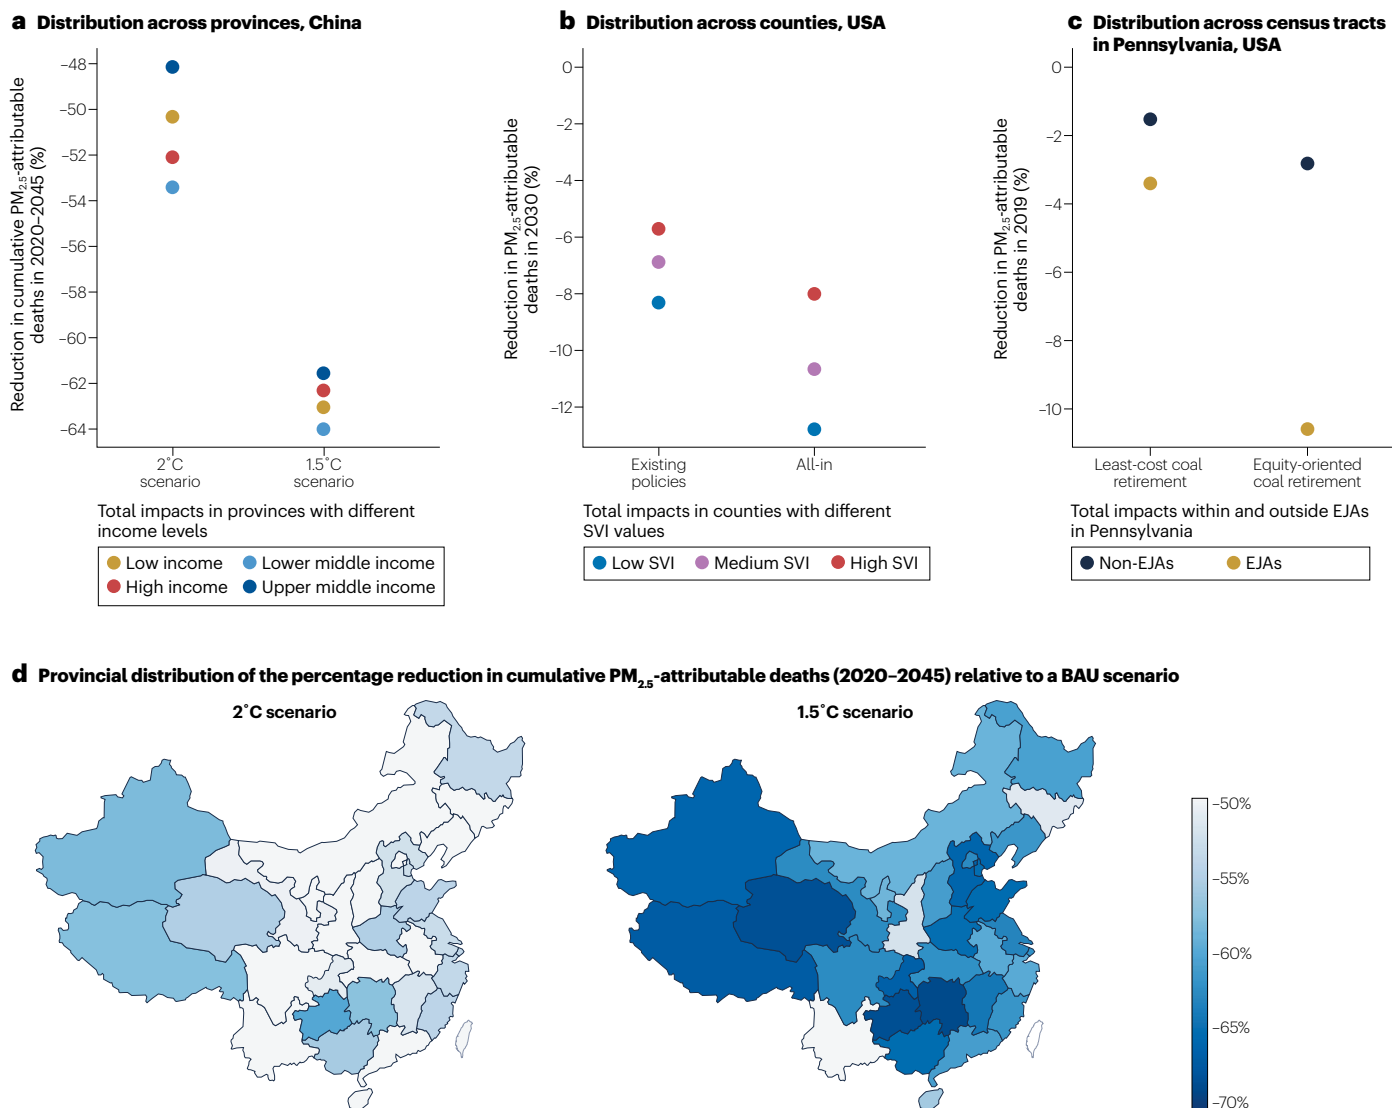 a Distribution across provinces, China
Reduction in cumulative PM2.5-attributable
deaths in 2020–2045 (%)
–48
–50
–52
–54
–56
–58
–60
–62
–64
2˚C
scenario
1.5˚C
scenario
Total impacts in provinces with different
income levels
Low income
Lower middle income
High income
Upper middle income
b Distribution across counties, USA
Reduction in PM2.5-attributable
deaths in 2030 (%)
0
–2
–4
–6
–8
–10
–12
Existing
policies
All-in
Total impacts in counties with different
SVI values
Low SVI
Medium SVI
High SVI
c Distribution across census tracts
in Pennsylvania, USA
Reduction in PM2.5-attributable
deaths in 2019 (%)
0
–2
–4
–6
–8
–10
Least-cost coal
retirement
Equity-oriented
coal retirement
Total impacts within and outside EJAs
in Pennsylvania
Non-EJAs
EJAs
d Provincial distribution of the percentage reduction in cumulative PM2.5-attributable deaths (2020–2045) relative to a BAU scenario
2˚C scenario
1.5˚C scenario
–50%
–55%
–60%
–65%
–70%